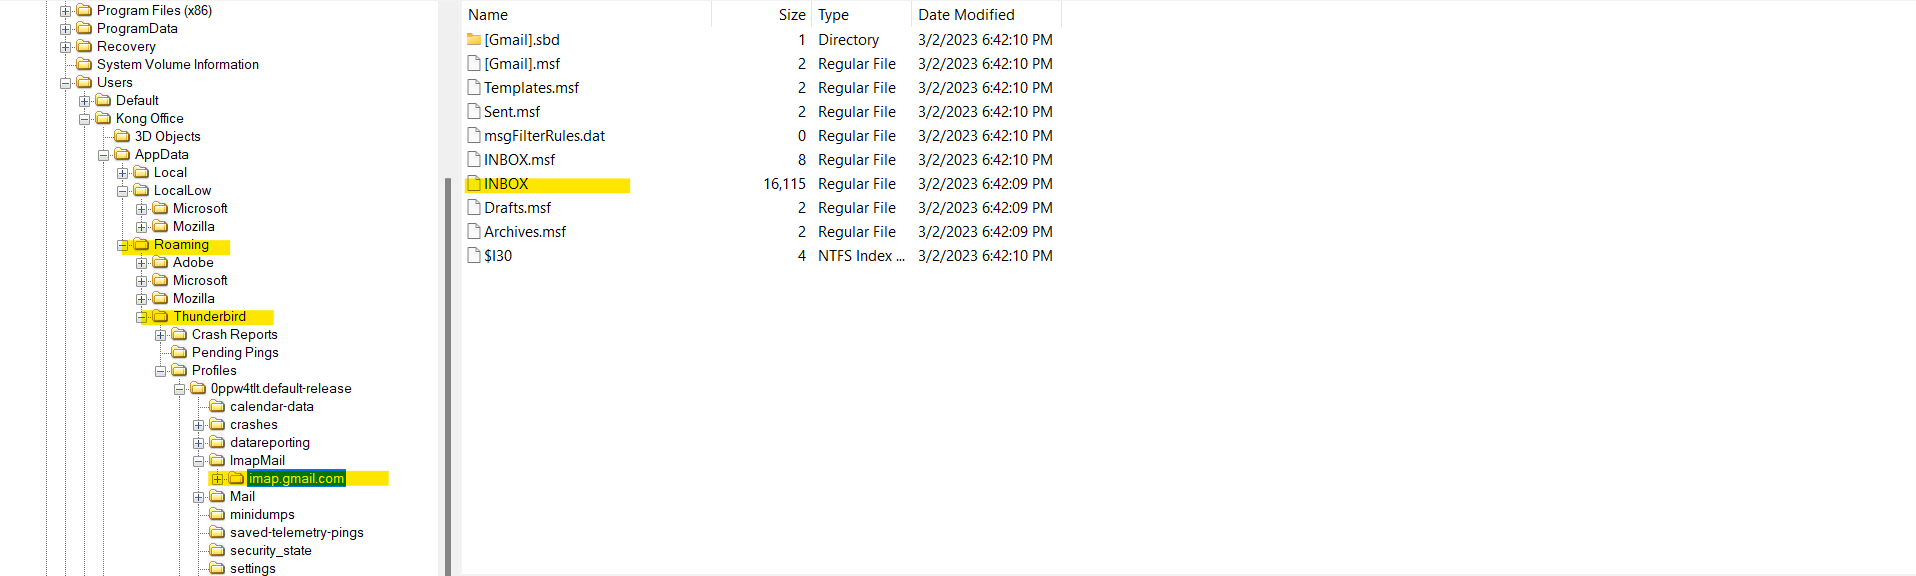 Program Files (x86)
ProgramData
Recovery
System Volume Information
Users
Default
Kong Office
3D Objects
AppData
Local
LocalLow
Microsoft
Mozilla
Roaming
Adobe
Microsoft
Mozilla
Thunderbird
Crash Reports
Pending Pings
Profiles
0ppw4tlt.default-release
calendar-data
crashes
datareporting
ImapMail
imap.gmail.com
Mail
minidumps
saved-telemetry-pings
security_state
settings
Name Size Type Date Modified
[Gmail].sbd 1 Directory 3/2/2023 6:42:10 PM
[Gmail].msf 2 Regular File 3/2/2023 6:42:10 PM
Templates.msf 2 Regular File 3/2/2023 6:42:10 PM
Sent.msf 2 Regular File 3/2/2023 6:42:10 PM
msgFilterRules.dat 0 Regular File 3/2/2023 6:42:10 PM
INBOX.msf 8 Regular File 3/2/2023 6:42:10 PM
INBOX 16,115 Regular File 3/2/2023 6:42:09 PM
Drafts.msf 2 Regular File 3/2/2023 6:42:09 PM
Archives.msf 2 Regular File 3/2/2023 6:42:09 PM
$I30 4 NTFS Index ... 3/2/2023 6:42:10 PM